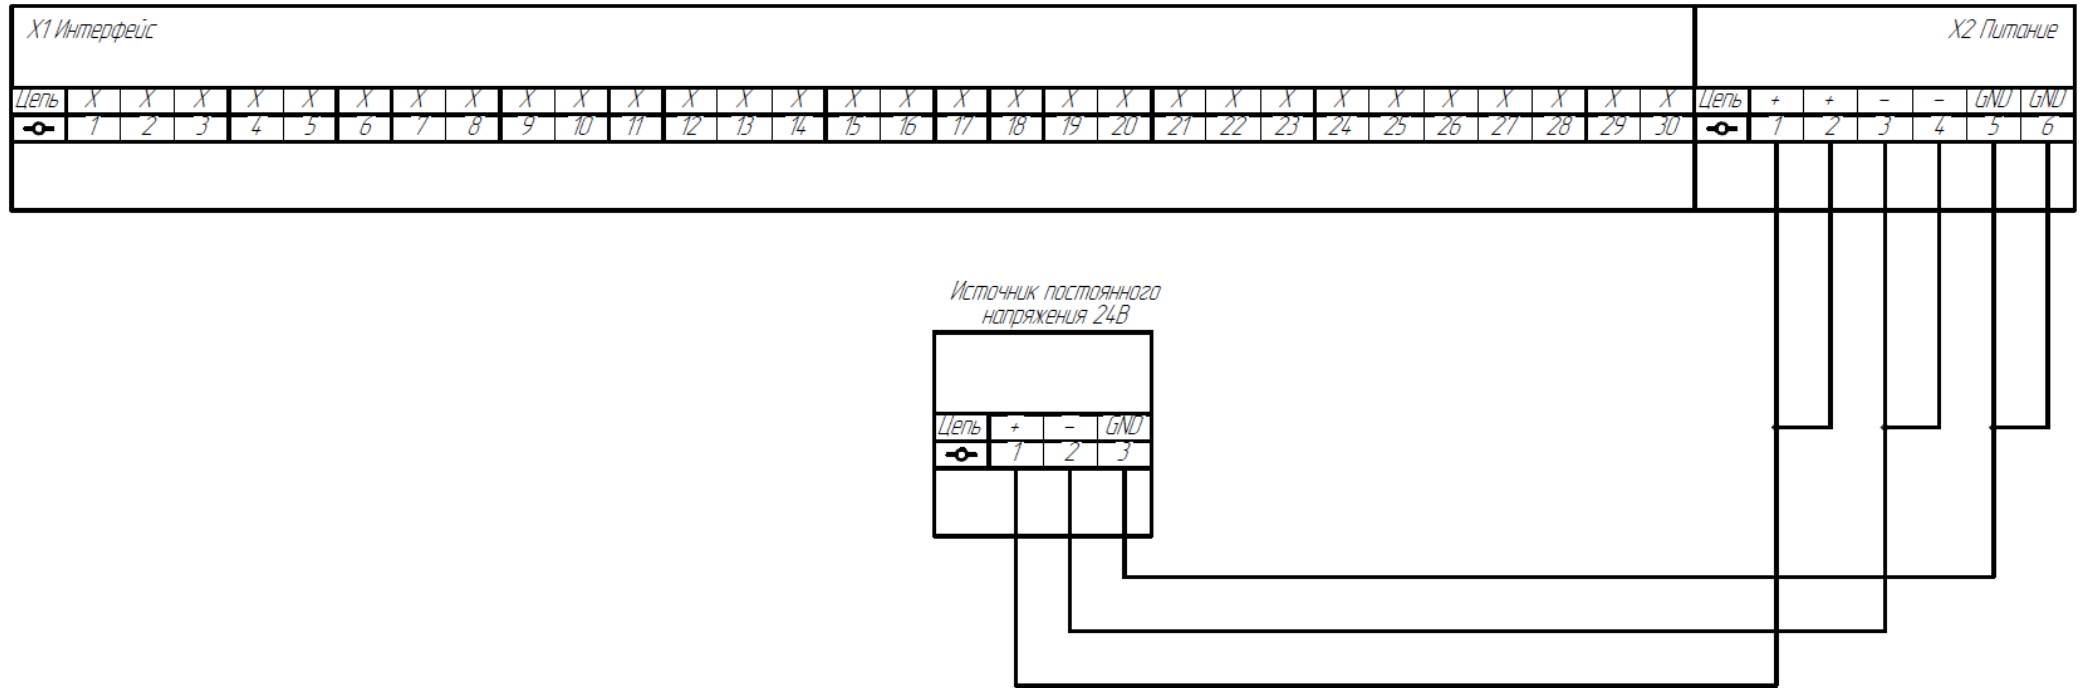 X1 Интерфейс
X2 Питание
Цепь X X X X X X X X X X X X X X X X X X X X X X X X X X X X X X Цепь + + - - GND GND
1 2 3 4 5 6 7 8 9 10 11 12 13 14 15 16 17 18 19 20 21 22 23 24 25 26 27 28 29 30 1 2 3 4 5 6
Источник постоянного
напряжения 24В
Цепь + - GND
1 2 3